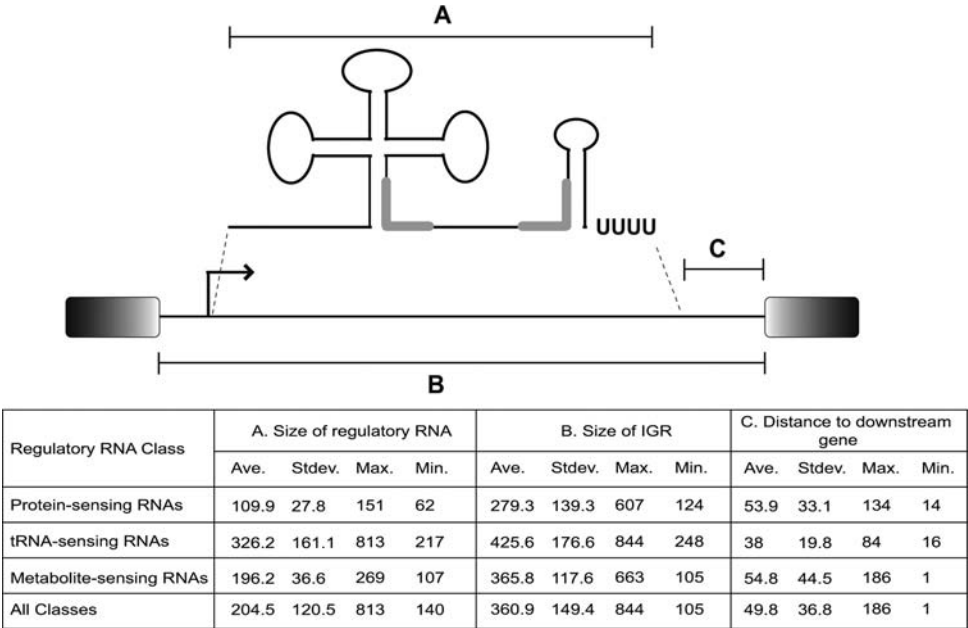 A
UUUU
C
B
Regulatory RNA Class
A. Size of regulatory RNA
B. Size of IGR
C. Distance to downstream
gene
Ave. Stdev. Max. Min. Ave. Stdev. Max. Min. Ave. Stdev. Max. Min.
Protein-sensing RNAs 109.9 27.8 151 62 279.3 139.3 607 124 53.9 33.1 134 14
tRNA-sensing RNAs 326.2 161.1 813 217 425.6 176.6 844 248 38 19.8 84 16
Metabolite-sensing RNAs 196.2 36.6 269 107 365.8 117.6 663 105 54.8 44.5 186 1
All Classes 204.5 120.5 813 140 360.9 149.4 844 105 49.8 36.8 186 1